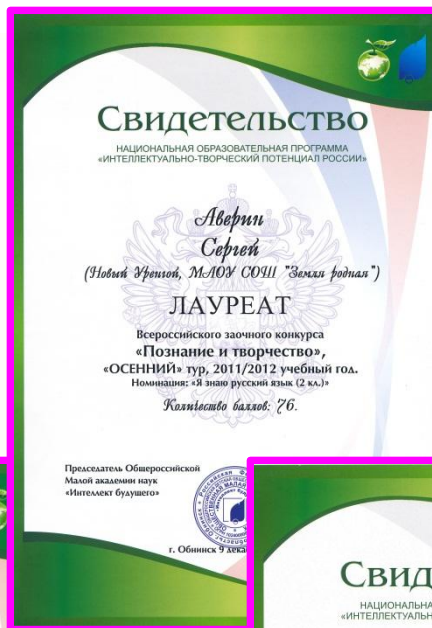 Свидетельство
НАЦИОНАЛЬНАЯ ОБРАЗОВАТЕЛЬНАЯ ПРОГРАММА
«ИНТЕЛЛЕКТУАЛЬНО-ТВОРЧЕСКИЙ ПОТЕНЦИАЛ РОССИИ»
Аверин
Сергей
(Новый Уренгой, МАОУ СОШ "Земля родная")
ЛАУРЕАТ
Всероссийского заочного конкурса
«Познание и творчество»,
«ОСЕННИЙ» тур, 2011/2012 учебный год.
Номинация: «Я знаю русский язык (2 кл.)»
Количество баллов: 76.
Председатель Общероссийской
Малой академии наук
«Интеллект будущего»
г. Обнинск 9 дека
Свид
НАЦИОНАЛЬНА
«ИНТЕЛЛЕКТУАЛЬН